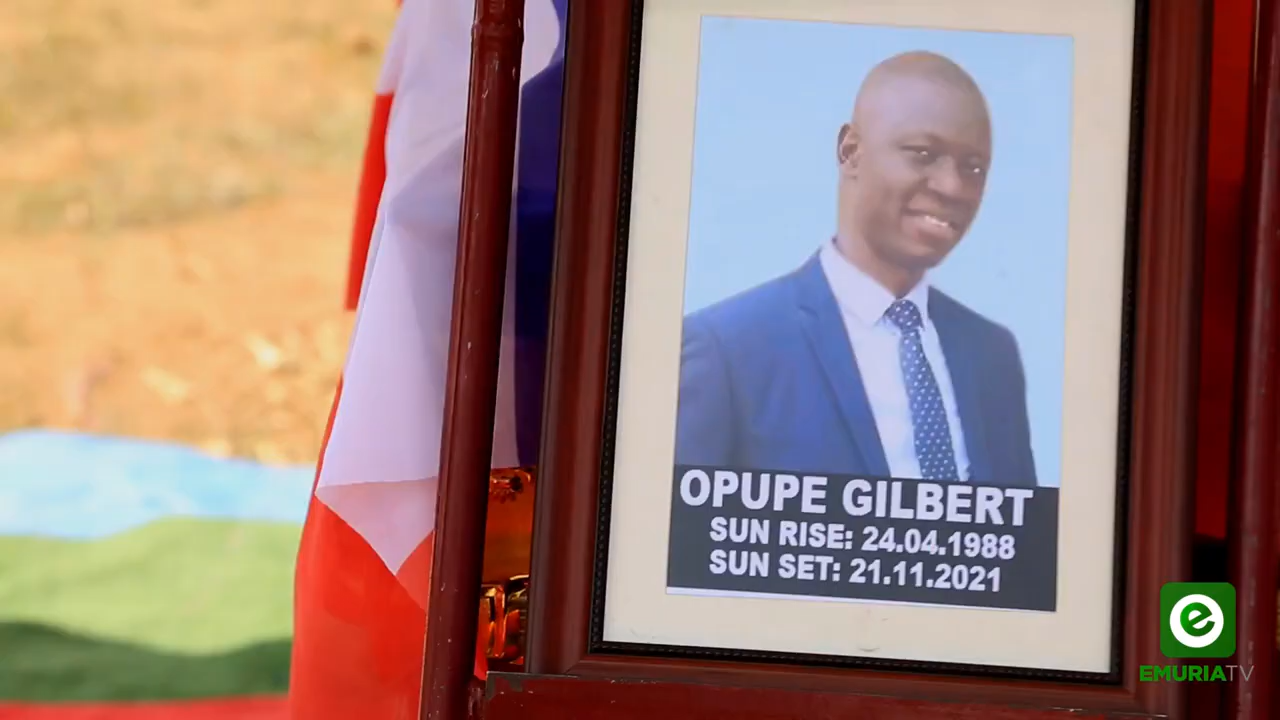 OPUPE GILBERT
SUN RISE: 24.04.1988
SUN SET: 21.11.2021
e
EMURIATV